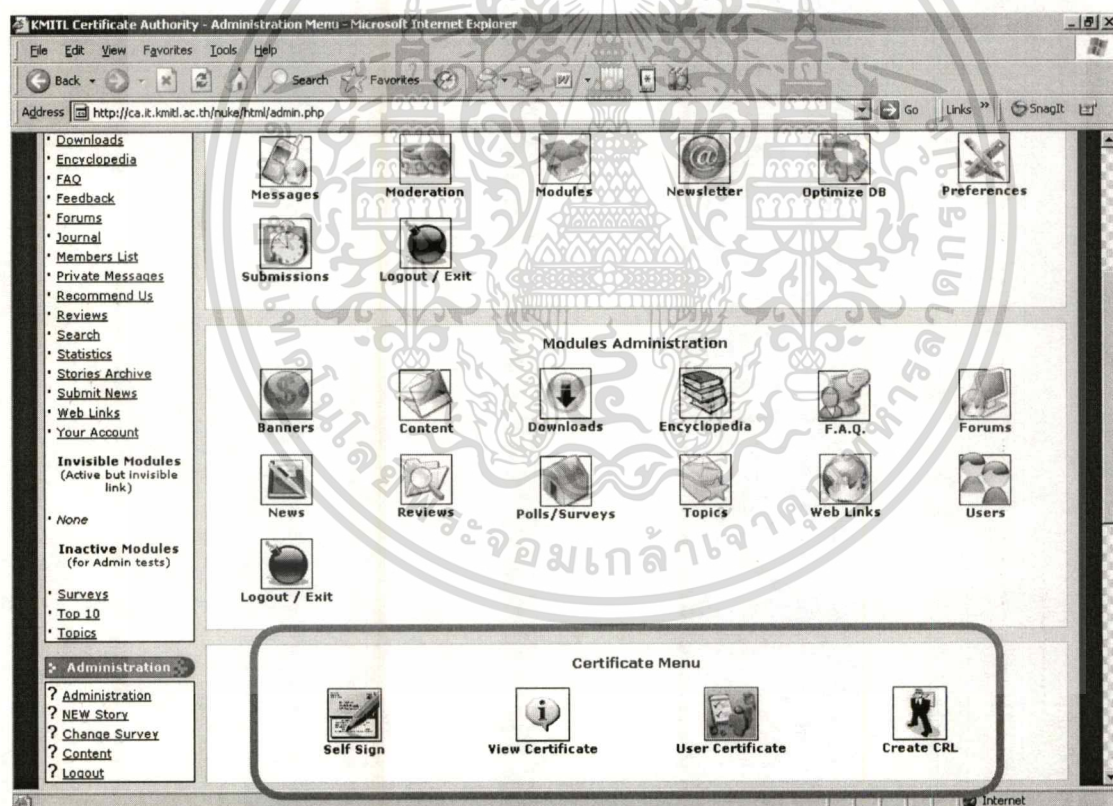 KMITL Certificate Authority - Administration Menu - Microsoft Internet Explorer
File Edit View Favorites Tools Help
Back Search Favorites
Address http://ca.it.kmitl.ac.th/nuke/html/admin.php Go Links » SnagIt
Downloads
Encyclopedia
FAQ
Feedback
Forums
Journal
Members List
Private Messages
Recommend Us
Reviews
Search
Statistics
Stories Archive
Submit News
Web Links
Your Account
Invisible Modules
(Active but invisible
link)
None
Inactive Modules
(for Admin tests)
Surveys
Top 10
Topics
Administration
? Administration
? NEW Story
? Change Survey
? Content
? Logout
Messages Moderation Modules Newsletter Optimize DB Preferences
Submissions Logout / Exit
Modules Administration
Banners Content Downloads Encyclopedia F.A.Q. Forums
News Reviews Polls/Surveys Topics Web Links Users
Logout / Exit
Certificate Menu
Self Sign View Certificate User Certificate Create CRL
Internet